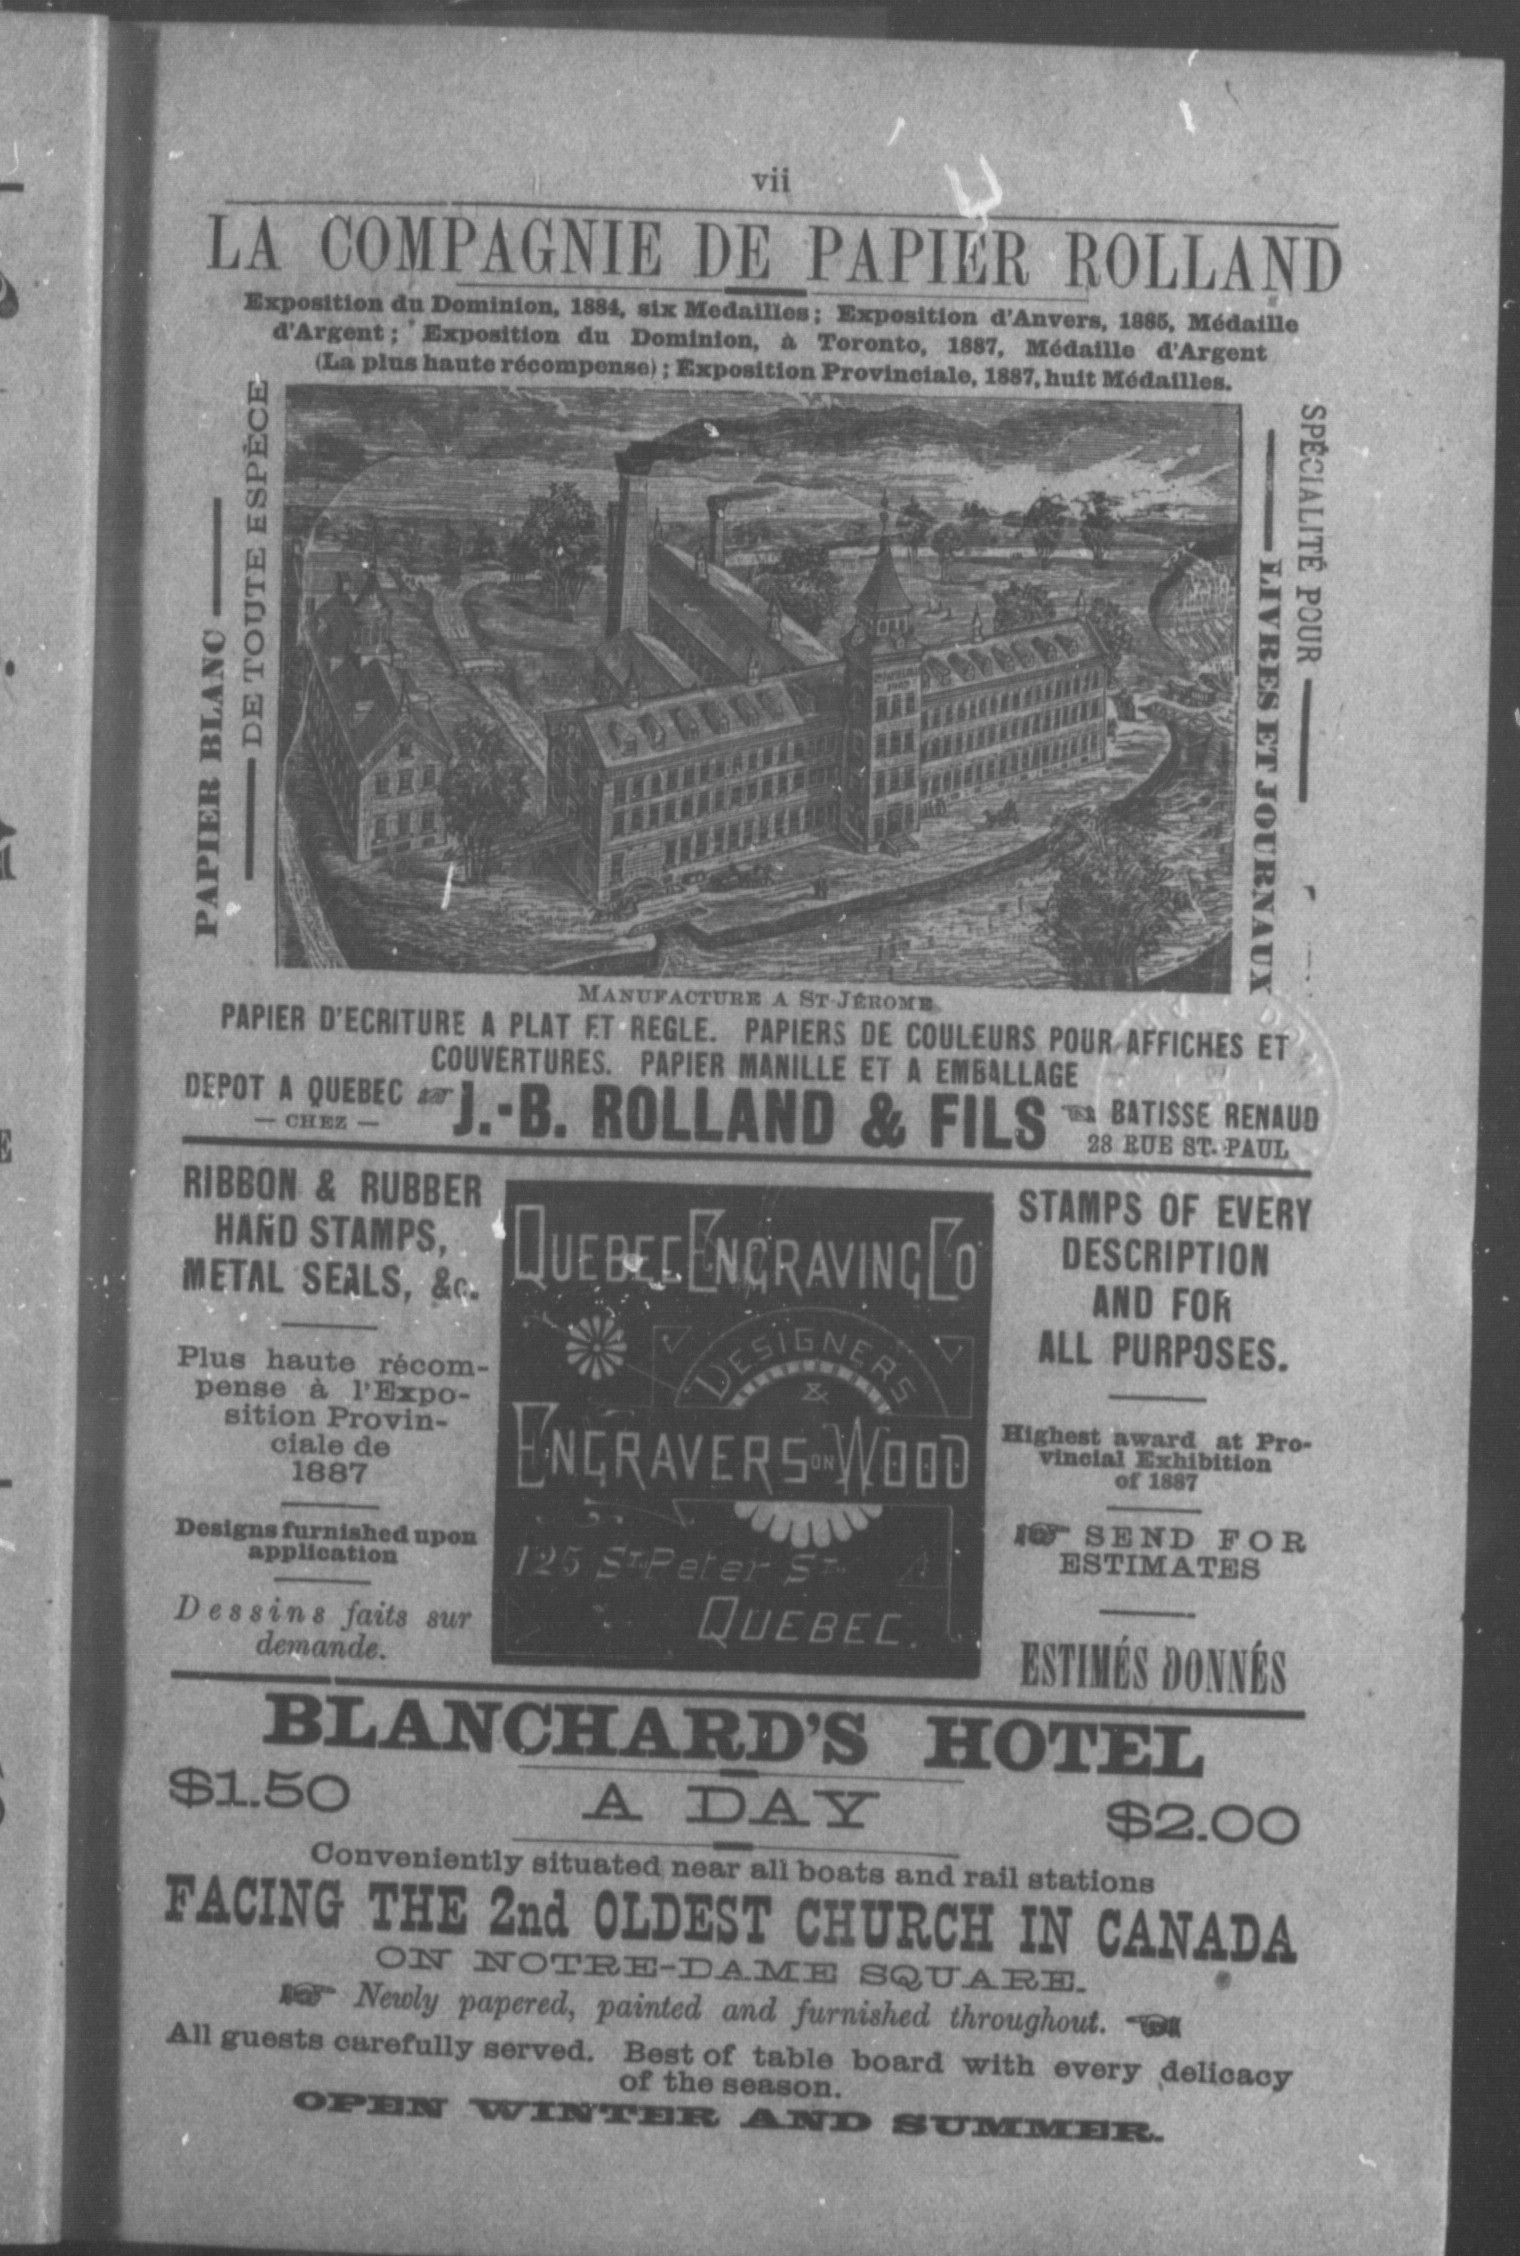 vii
LA COMPAGNIE DE PAPIER ROLLAND
Exposition du Dominion, 1884, six Medailles; Exposition d'Anvers, 1885, Médaille
d'Argent; Exposition du Dominion, à Toronto, 1887, Médaille d'Argent
(La plus haute récompense); Exposition Provinciale, 1887, huit Médailles.
PAPIER BLANC
DE TOUTE ESPÈCE
SPÉCIALITÉ POUR
LIVRES ET JOURNAUX
MANUFACTURE A ST-JÉROME
PAPIER D'ECRITURE A PLAT ET REGLE. PAPIERS DE COULEURS POUR AFFICHES ET
COUVERTURES. PAPIER MANILLE ET A EMBALLAGE
DEPOT A QUEBEC ☞ J.-B. ROLLAND & FILS ☜ BATISSE RENAUD
— CHEZ —
28 RUE ST. PAUL
RIBBON & RUBBER
HAND STAMPS,
METAL SEALS, &c.
Plus haute récom-
pense à l'Expo-
sition Provin-
ciale de
1887
Designs furnished upon
application
Dessins faits sur
demande.
QUEBEC ENGRAVING CO
DESIGNERS
&
ENGRAVERS ON WOOD
125 ST. Peter ST.
QUEBEC.
STAMPS OF EVERY
DESCRIPTION
AND FOR
ALL PURPOSES.
Highest award at Pro-
vincial Exhibition
of 1887
☞ SEND FOR
ESTIMATES
ESTIMÉS DONNÉS
BLANCHARD'S HOTEL
$1.50 A DAY $2.00
Conveniently situated near all boats and rail stations
FACING THE 2nd OLDEST CHURCH IN CANADA
ON NOTRE-DAME SQUARE.
☞ Newly papered, painted and furnished throughout. ☜
All guests carefully served. Best of table board with every delicacy
of the season.
OPEN WINTER AND SUMMER.